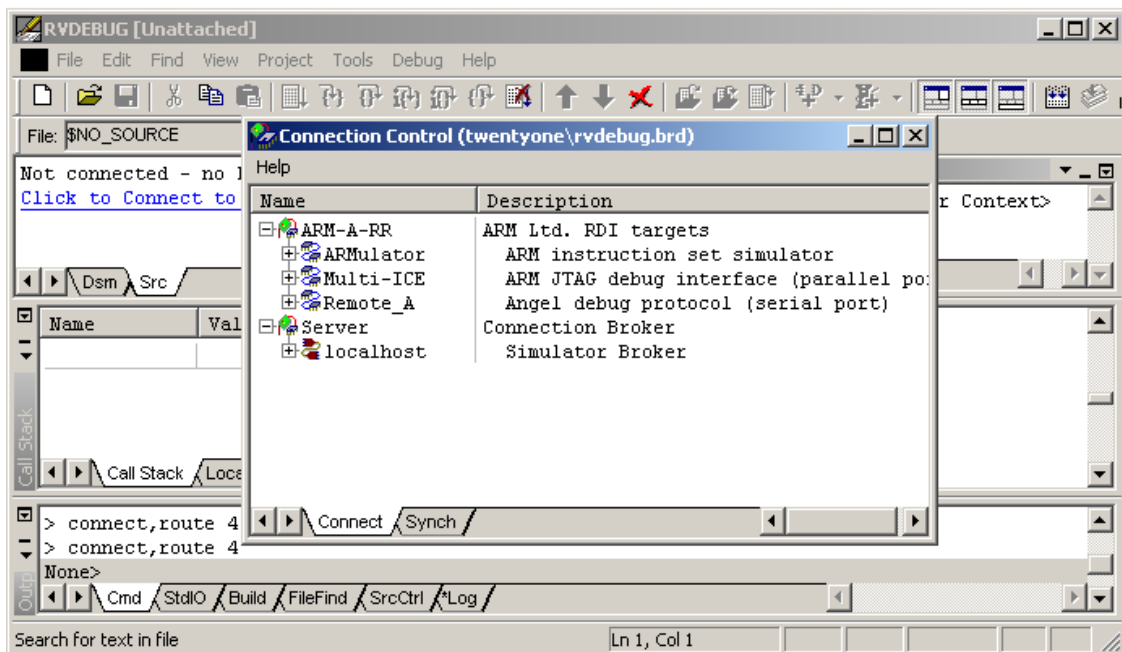 RVDEBUG [Unattached]
File Edit Find View Project Tools Debug Help
File: $NO_SOURCE
Connection Control (twentyone\rvdebug.brd)
Help
Not connected - no
Click to Connect to
r Context>
Name Description
ARM-A-RR ARM Ltd. RDI targets
ARMulator ARM instruction set simulator
Multi-ICE ARM JTAG debug interface (parallel po
Remote_A Angel debug protocol (serial port)
Server Connection Broker
localhost Simulator Broker
Connect Synch
Dsm Src
Name Val
Call Stack
Call Stack Loca
> connect,route 4
> connect,route 4
None>
Outp
Cmd StdIO Build FileFind SrcCtrl *Log
Search for text in file Ln 1, Col 1